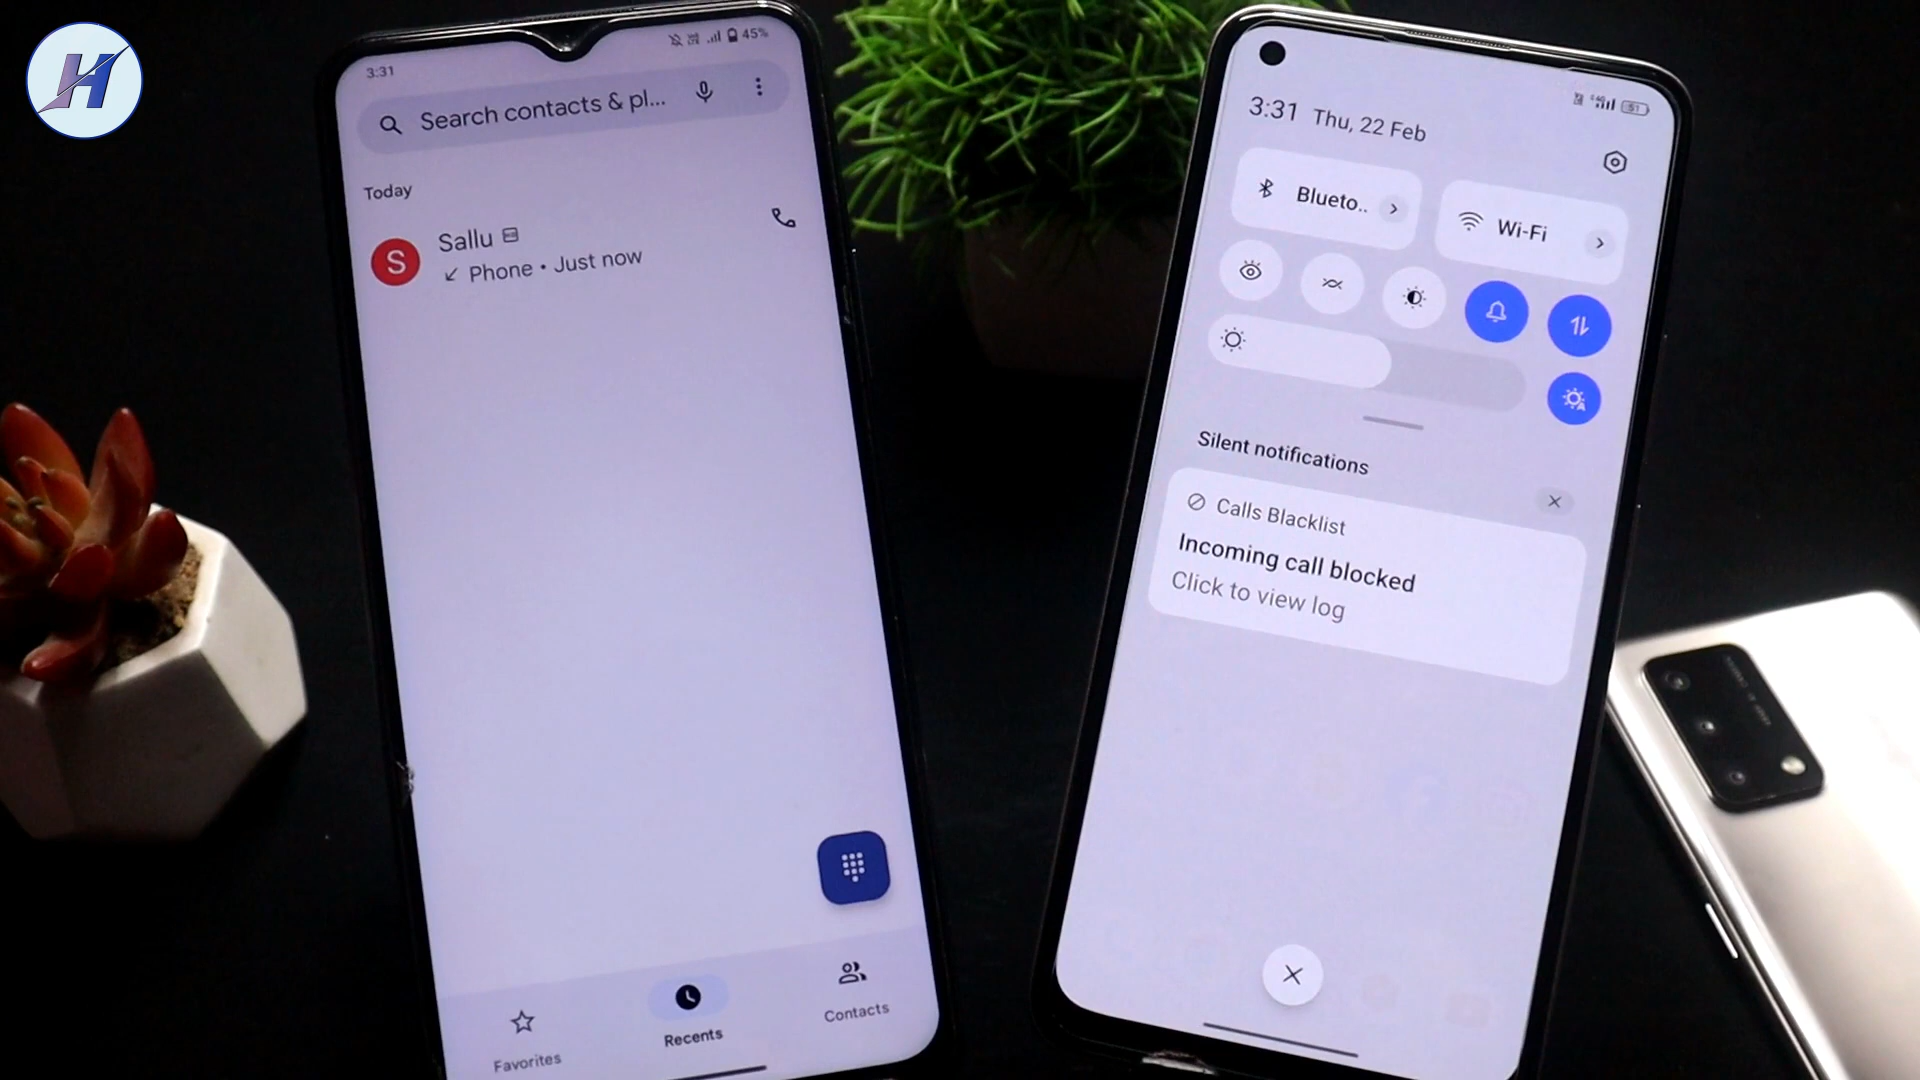 H
3:31
45%
Search contacts & pl...
Today
S
Sallu
Phone • Just now
Favorites
Recents
Contacts
3:31 Thu, 22 Feb
51
Blueto..
Wi-Fi
Silent notifications
Calls Blacklist
Incoming call blocked
Click to view log